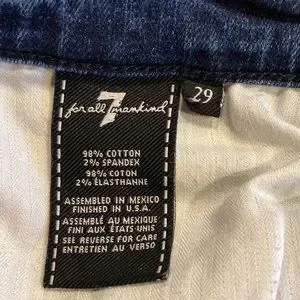 for all 7 mankind
29
98% COTTON
2% SPANDEX
98% COTON
2% ÉLASTHANNE
ASSEMBLED IN MEXICO
FINISHED IN U.S.A.
ASSEMBLÉ AU MEXIQUE
FINI AUX ÉTATS-UNIS
SEE REVERSE FOR CARE
ENTRETIEN AU VERSO